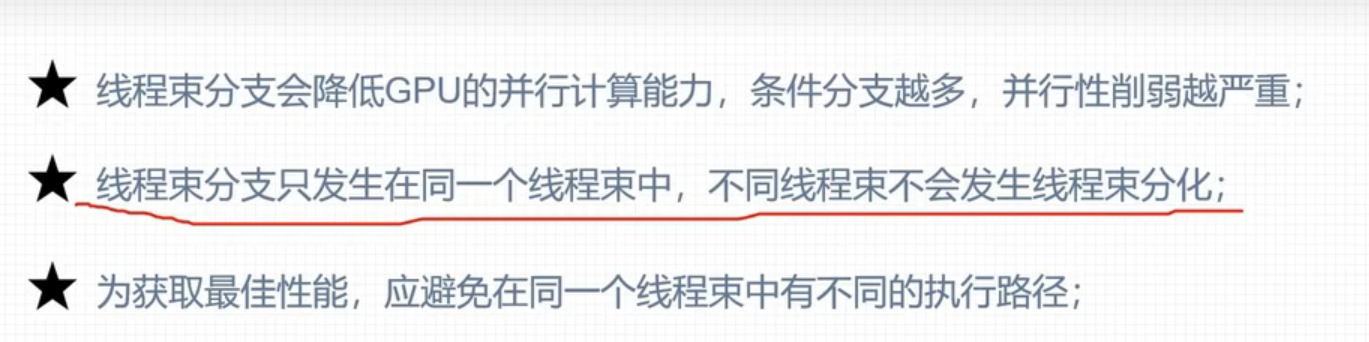 ★ 线程束分支会降低GPU的并行计算能力，条件分支越多，并行性削弱越严重；
★ 线程束分支只发生在同一个线程束中，不同线程束不会发生线程束分化；
★ 为获取最佳性能，应避免在同一个线程束中有不同的执行路径；